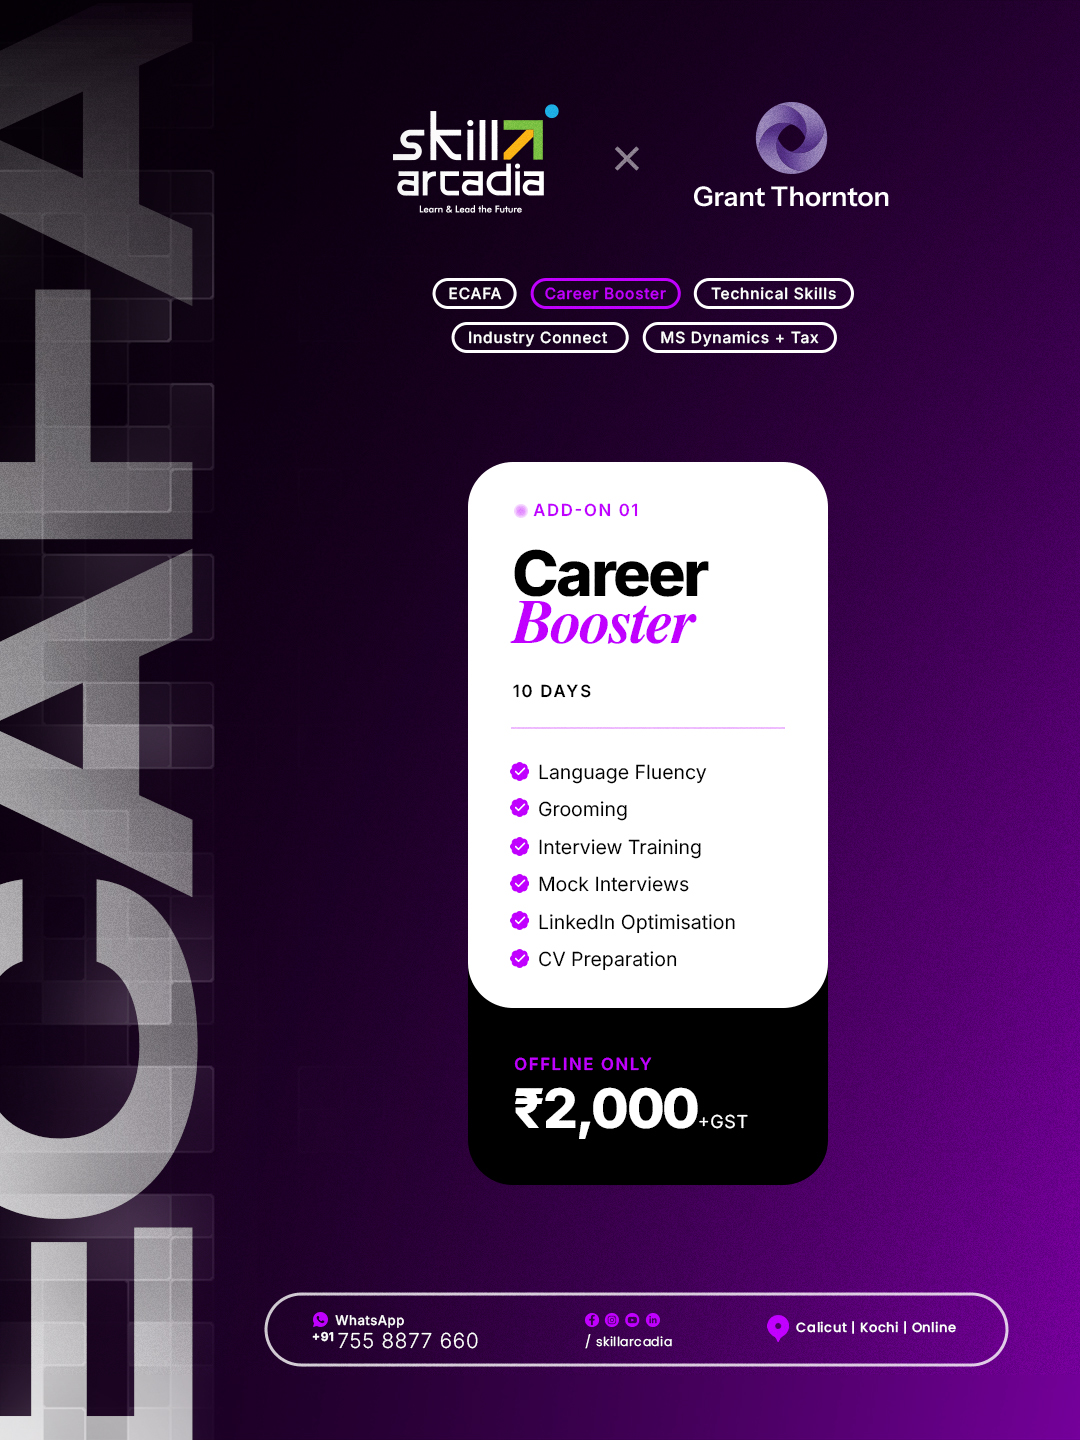 ECAFA
skill
arcadia
Learn & Lead the Future
×
Grant Thornton
ECAFA
Career Booster
Technical Skills
Industry Connect
MS Dynamics + Tax
ADD-ON 01
Career
Booster
10 DAYS
Language Fluency
Grooming
Interview Training
Mock Interviews
LinkedIn Optimisation
CV Preparation
OFFLINE ONLY
₹2,000+GST
WhatsApp
+91 755 8877 660
/ skillarcadia
Calicut | Kochi | Online